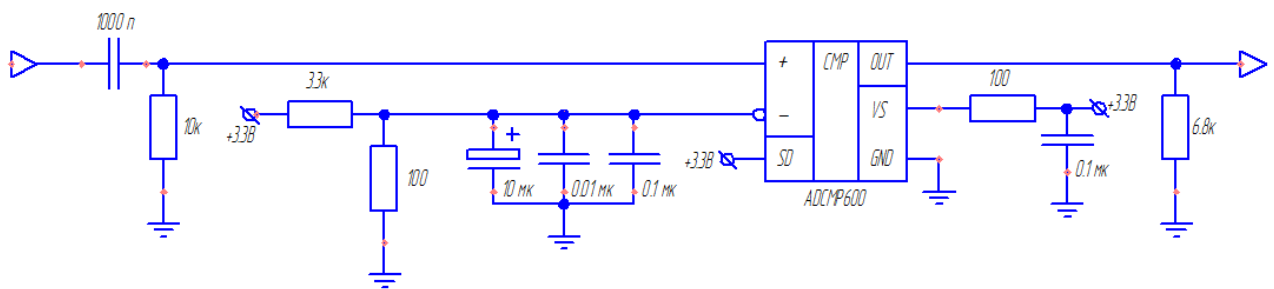 1000 п
10к
+3.3В
3.3к
100
10 мк
0.01 мк
0.1 мк
+3.3В
+
−
SD
CMP
OUT
VS
GND
ADCMP600
100
+3.3В
0.1 мк
6.8к
+